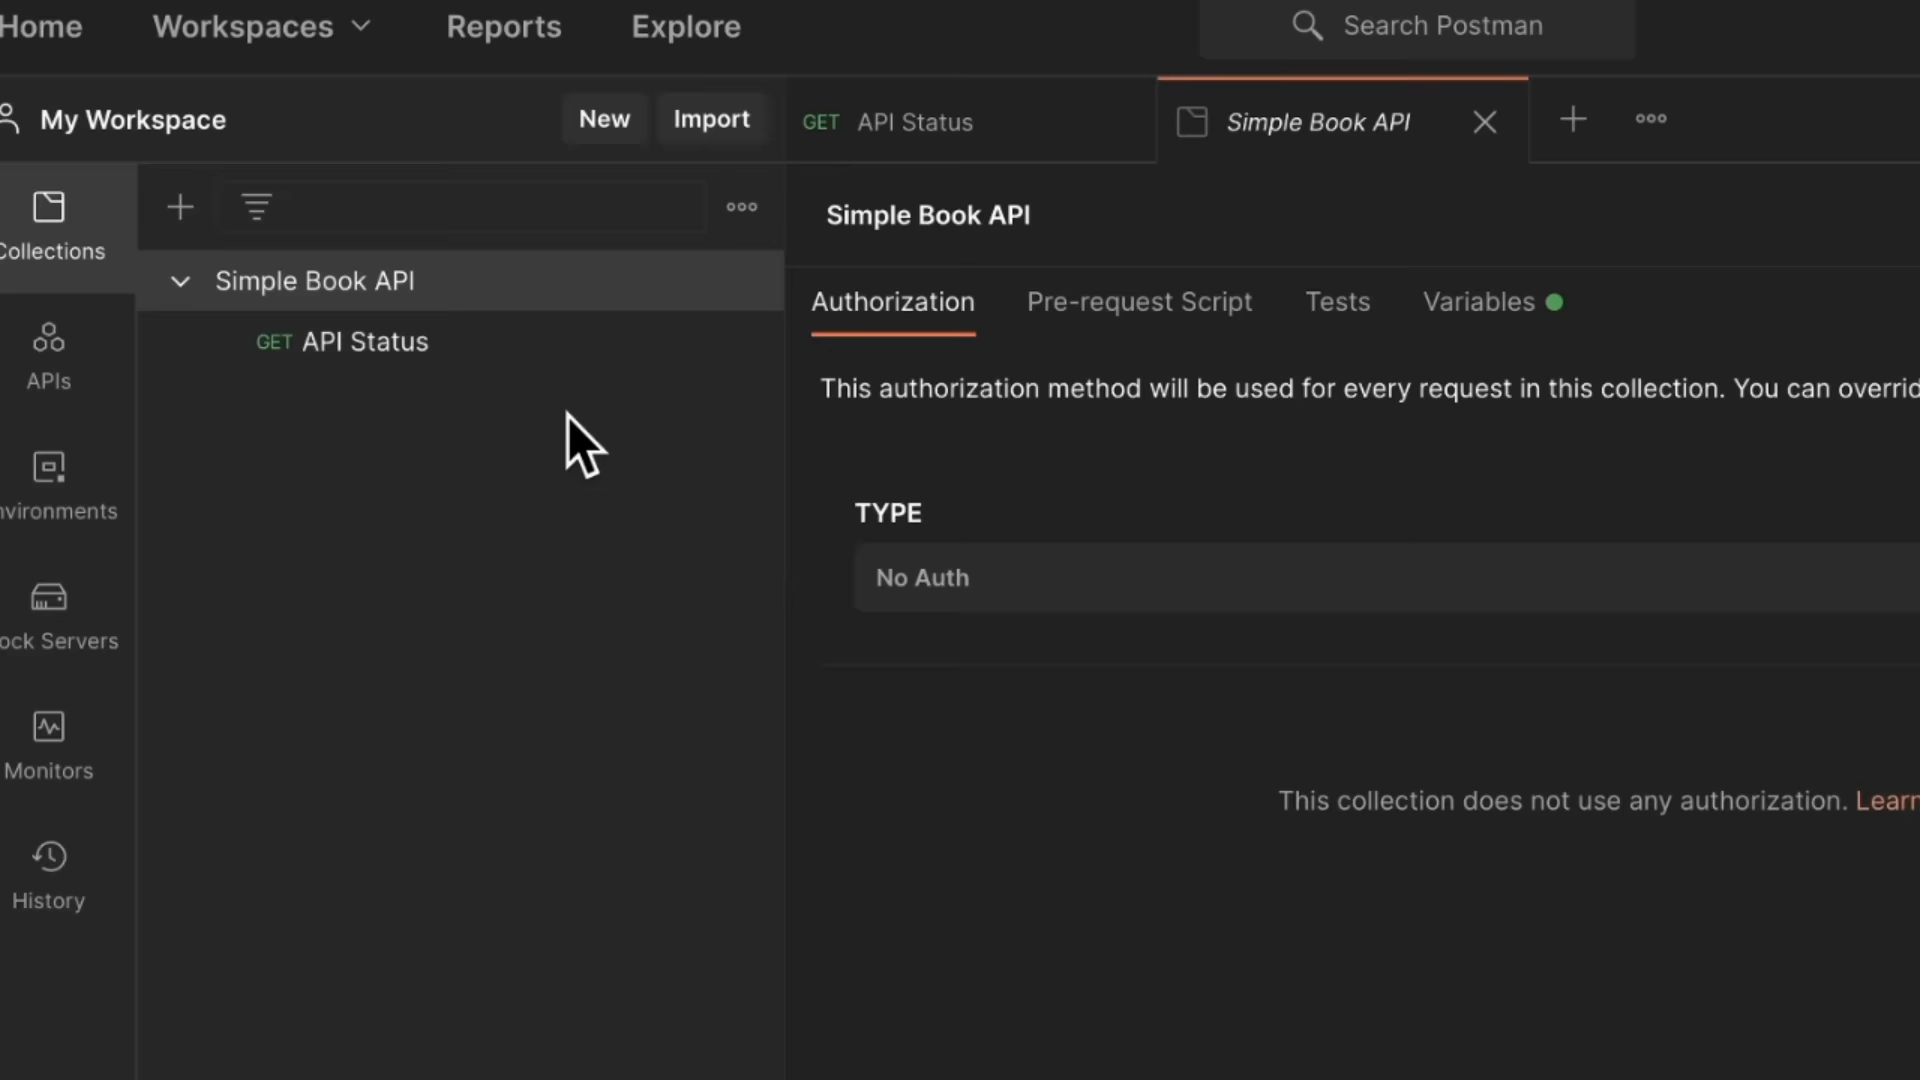 Home Workspaces Reports Explore Search Postman
My Workspace New Import GET API Status Simple Book API
Collections
Simple Book API
Simple Book API
Authorization Pre-request Script Tests Variables
GET API Status
APIs
This authorization method will be used for every request in this collection. You can overrid
nvironments
TYPE
No Auth
ock Servers
Monitors
This collection does not use any authorization. Learn
History